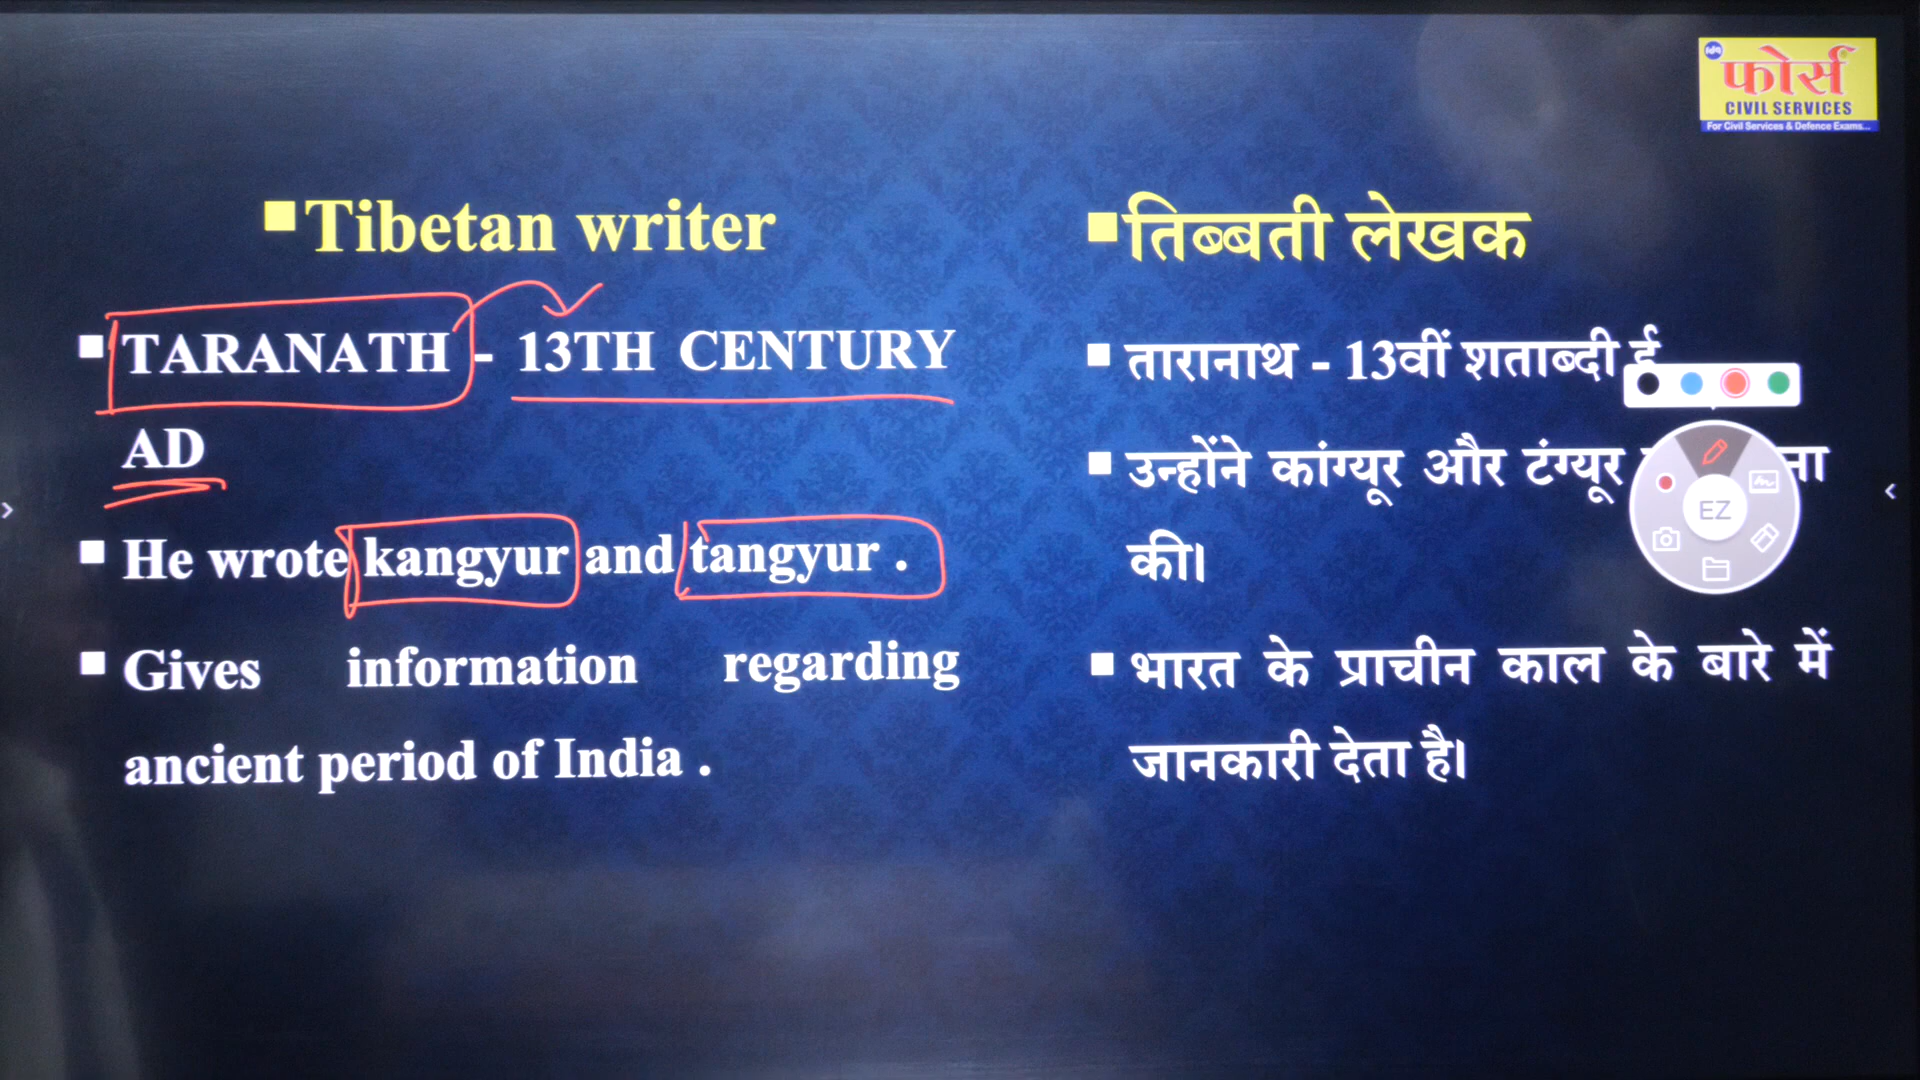 फोर्स
CIVIL SERVICES
For Civil Services & Defence Exams...
Tibetan writer
TARANATH - 13TH CENTURY
AD
He wrote kangyur and tangyur .
Gives information regarding
ancient period of India .
तिब्बती लेखक
तारानाथ - 13वीं शताब्दी ई
उन्होंने कांग्यूर और टंग्यूर
की।
भारत के प्राचीन काल के बारे में
जानकारी देता है।
EZ